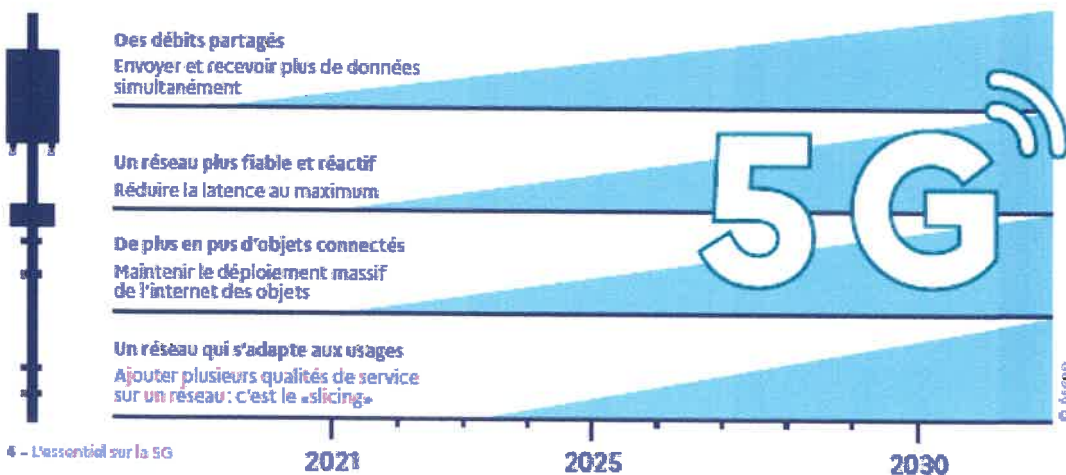 Des débits partagés
Envoyer et recevoir plus de données
simultanément
Un réseau plus fiable et réactif
Réduire la latence au maximum
De plus en pus d'objets connectés
Maintenir le déploiement massif
de l'internet des objets
Un réseau qui s'adapte aux usages
Ajouter plusieurs qualités de service
sur un réseau : c'est le «slicing»
5G
4 – L'essentiel sur la 5G
2021
2025
2030